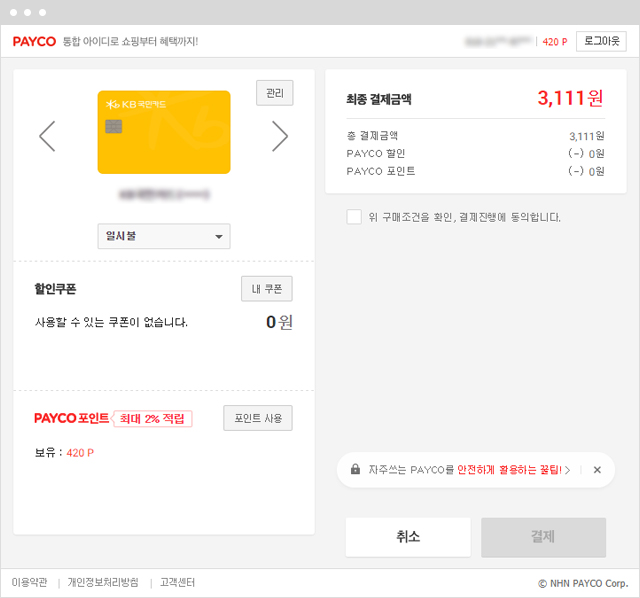 PAYCO 통합 아이디로 쇼핑부터 혜택까지!
420 P 로그아웃
관리
KB 국민카드
일시불
할인쿠폰
내 쿠폰
사용할 수 있는 쿠폰이 없습니다.
0원
PAYCO 포인트 최대 2% 적립
포인트 사용
보유 : 420 P
최종 결제금액 3,111원
총 결제금액 3,111원
PAYCO 할인 (-) 0원
PAYCO 포인트 (-) 0원
위 구매조건을 확인, 결제진행에 동의합니다.
자주쓰는 PAYCO를 안전하게 활용하는 꿀팁! >
취소
결제
이용약관 | 개인정보처리방침 | 고객센터
© NHN PAYCO Corp.